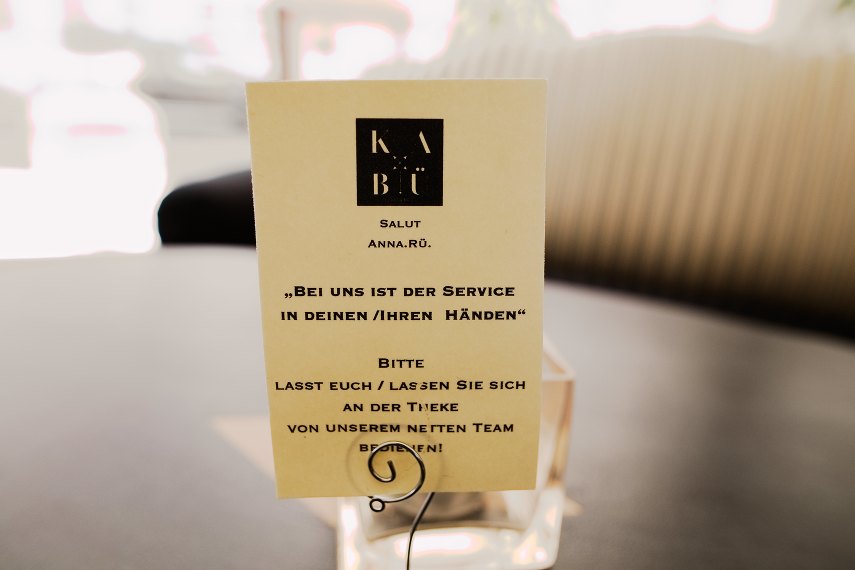 KA
BÜ
SALUT
ANNA.RÜ.
„BEI UNS IST DER SERVICE
IN DEINEN /IHREN HÄNDEN“
BITTE
LASST EUCH / LASSEN SIE SICH
AN DER THEKE
VON UNSEREM NETTEN TEAM
BEDIENEN!